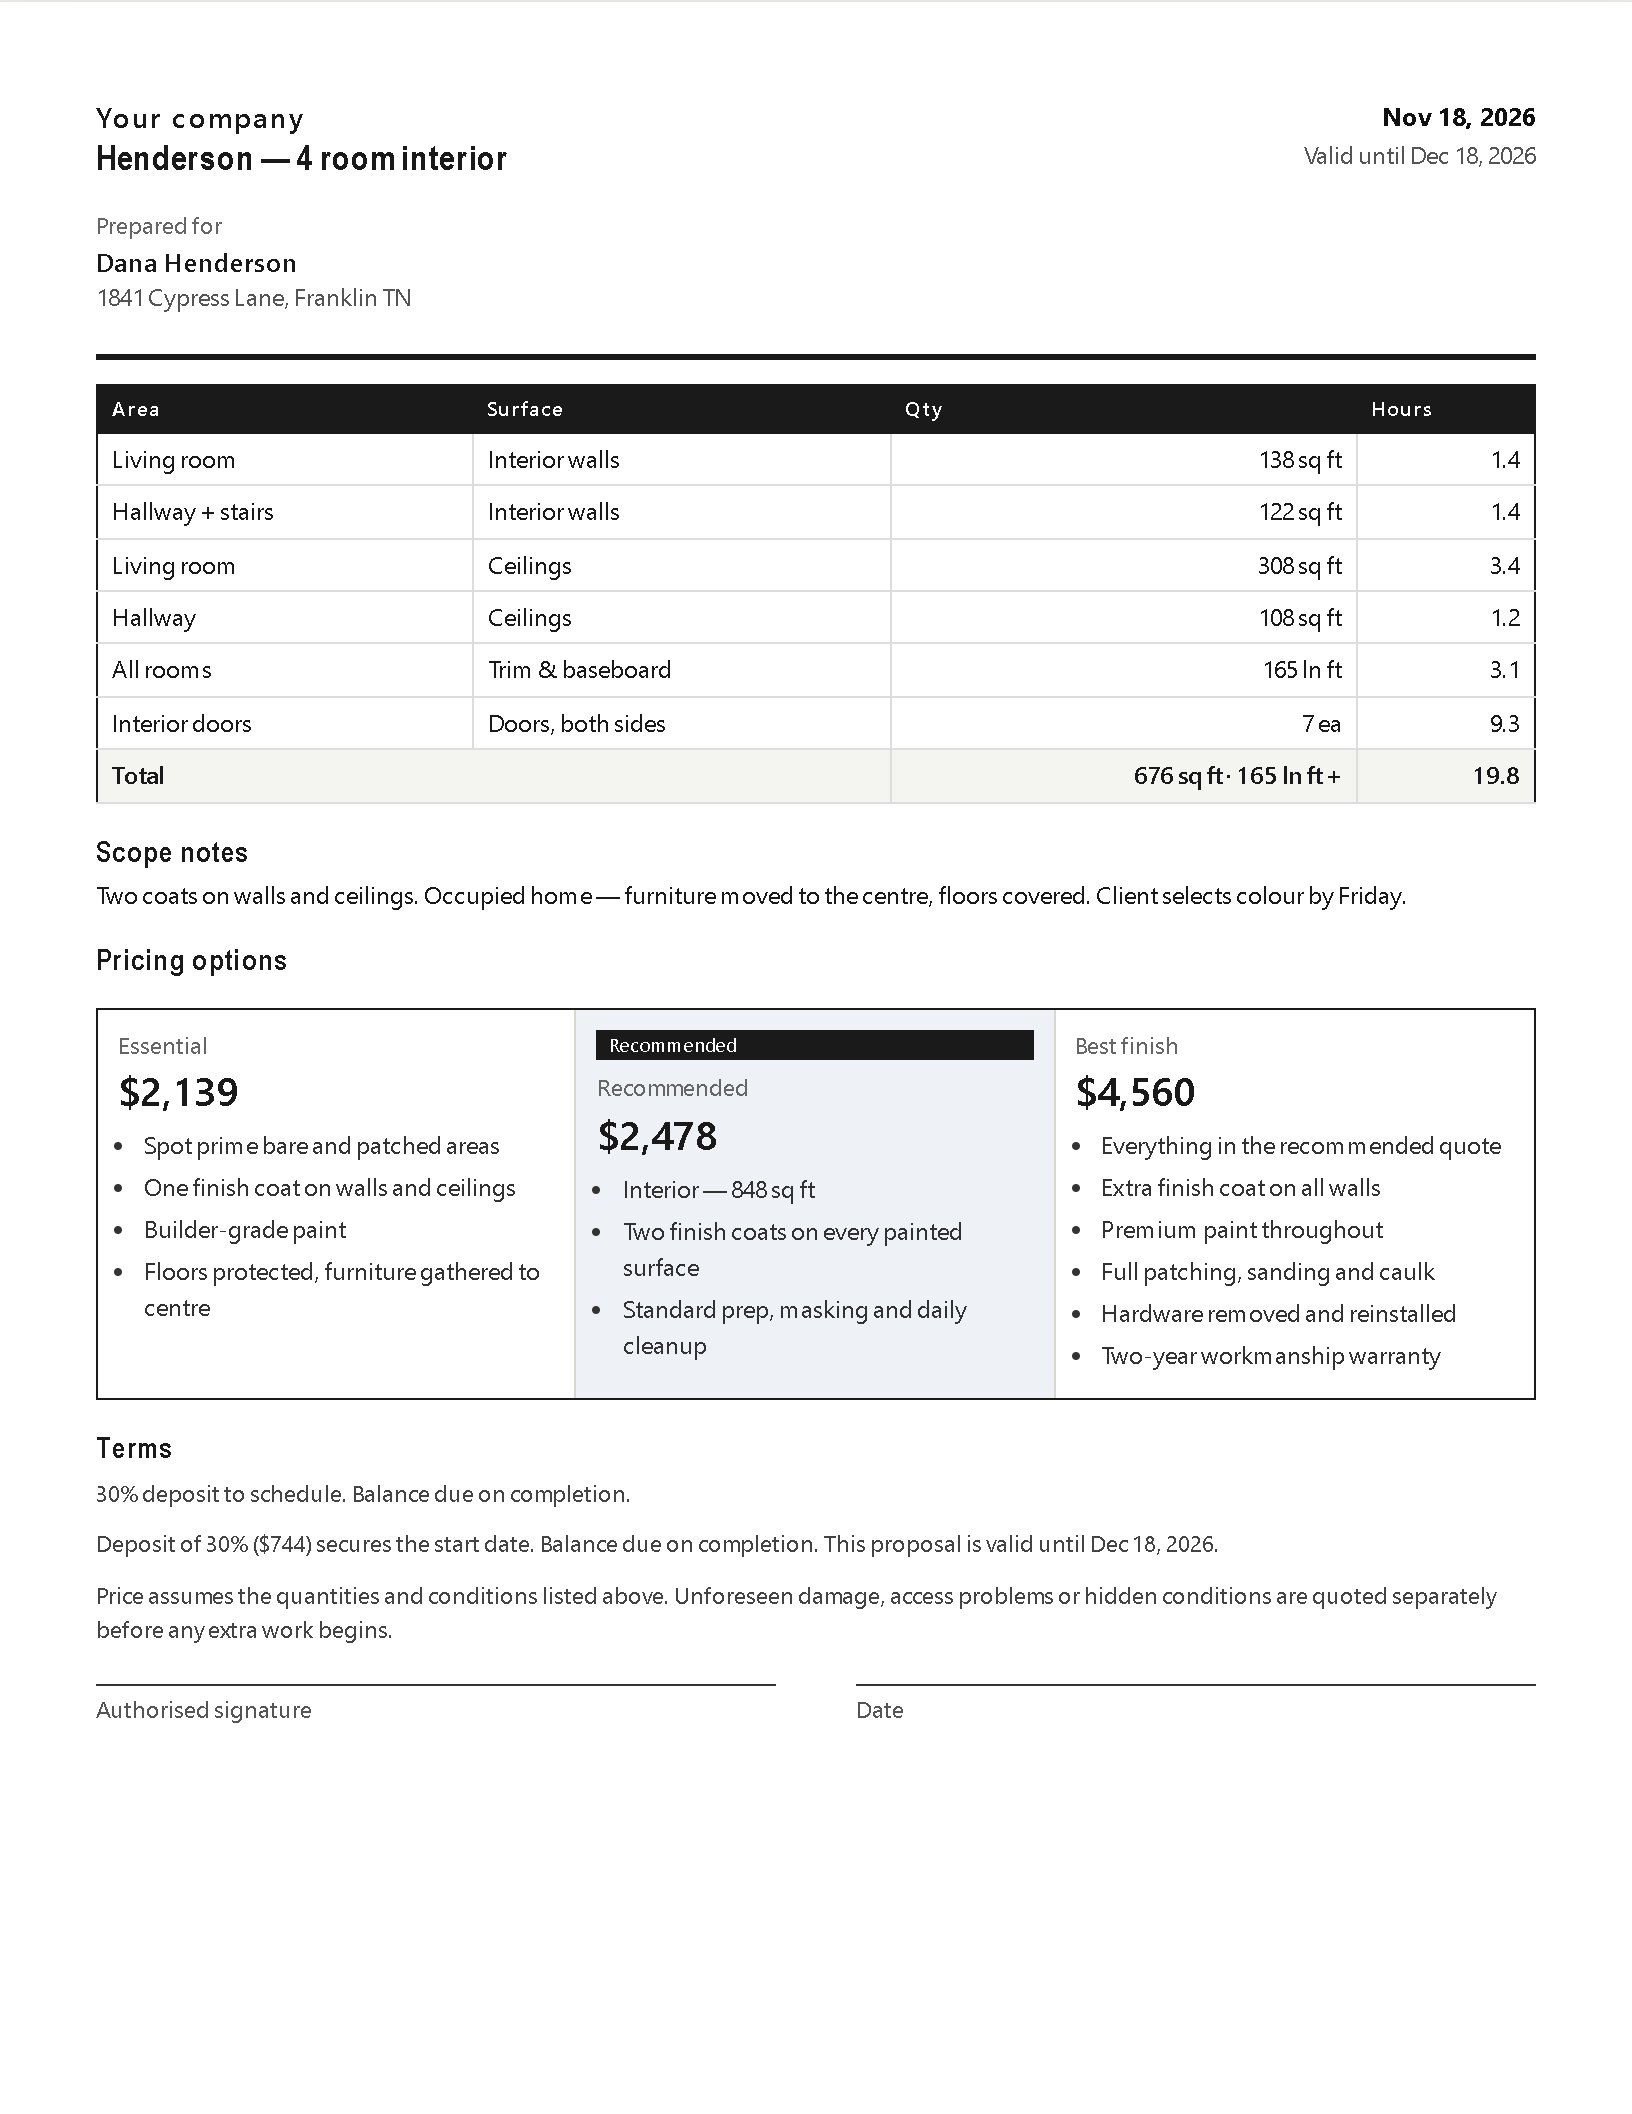 Your company
Nov 18, 2026
Henderson — 4 room interior
Valid until Dec 18, 2026
Prepared for
Dana Henderson
1841 Cypress Lane, Franklin TN
Area Surface Qty Hours
Living room Interior walls 138 sq ft 1.4
Hallway + stairs Interior walls 122 sq ft 1.4
Living room Ceilings 308 sq ft 3.4
Hallway Ceilings 108 sq ft 1.2
All rooms Trim & baseboard 165 ln ft 3.1
Interior doors Doors, both sides 7 ea 9.3
Total 676 sq ft · 165 ln ft + 19.8
Scope notes
Two coats on walls and ceilings. Occupied home — furniture moved to the centre, floors covered. Client selects colour by Friday.
Pricing options
Essential
$2,139
• Spot prime bare and patched areas
• One finish coat on walls and ceilings
• Builder-grade paint
• Floors protected, furniture gathered to
centre
Recommended
Recommended
$2,478
• Interior — 848 sq ft
• Two finish coats on every painted
surface
• Standard prep, masking and daily
cleanup
Best finish
$4,560
• Everything in the recommended quote
• Extra finish coat on all walls
• Premium paint throughout
• Full patching, sanding and caulk
• Hardware removed and reinstalled
• Two-year workmanship warranty
Terms
30% deposit to schedule. Balance due on completion.
Deposit of 30% ($744) secures the start date. Balance due on completion. This proposal is valid until Dec 18, 2026.
Price assumes the quantities and conditions listed above. Unforeseen damage, access problems or hidden conditions are quoted separately
before any extra work begins.
Authorised signature
Date